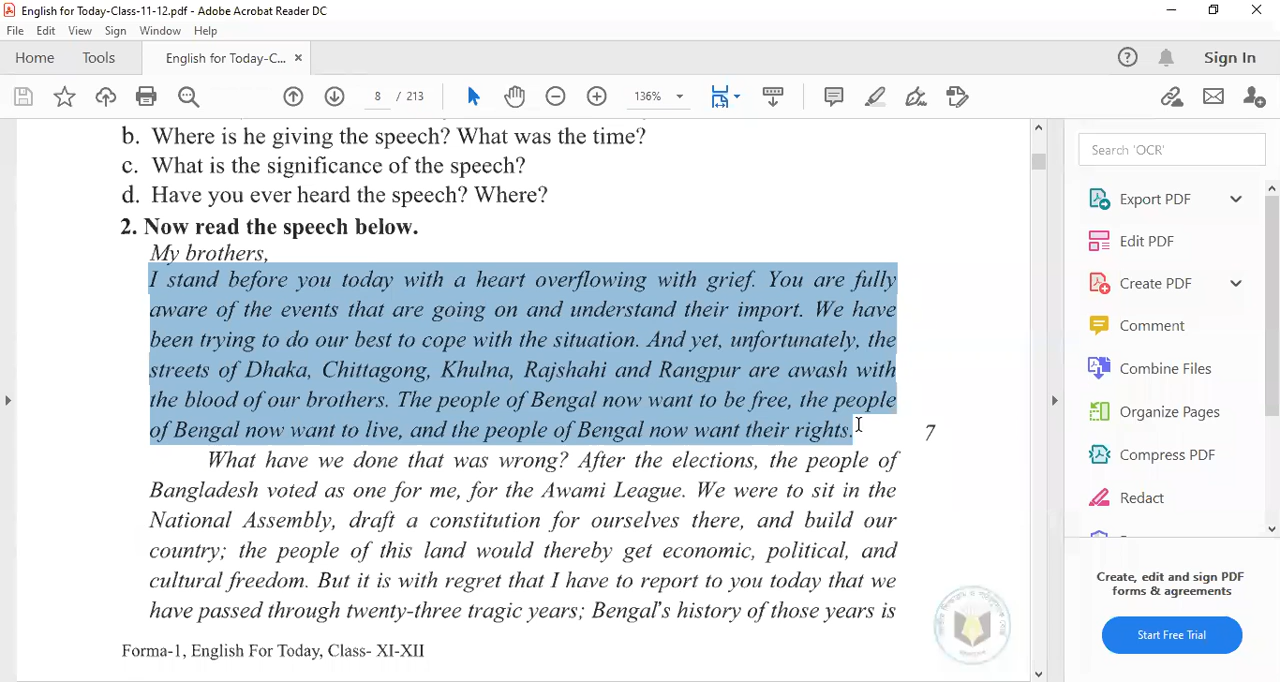 English for Today-Class-11-12.pdf - Adobe Acrobat Reader DC
File Edit View Sign Window Help
Home Tools English for Today-C... × Sign In
8 / 213 136%
b. Where is he giving the speech? What was the time?
c. What is the significance of the speech?
d. Have you ever heard the speech? Where?
2. Now read the speech below.
My brothers,
I stand before you today with a heart overflowing with grief. You are fully
aware of the events that are going on and understand their import. We have
been trying to do our best to cope with the situation. And yet, unfortunately, the
streets of Dhaka, Chittagong, Khulna, Rajshahi and Rangpur are awash with
the blood of our brothers. The people of Bengal now want to be free, the people
of Bengal now want to live, and the people of Bengal now want their rights.
7
What have we done that was wrong? After the elections, the people of
Bangladesh voted as one for me, for the Awami League. We were to sit in the
National Assembly, draft a constitution for ourselves there, and build our
country; the people of this land would thereby get economic, political, and
cultural freedom. But it is with regret that I have to report to you today that we
have passed through twenty-three tragic years; Bengal's history of those years is
Forma-1, English For Today, Class- XI-XII
Search 'OCR'
Export PDF
Edit PDF
Create PDF
Comment
Combine Files
Organize Pages
Compress PDF
Redact
Create, edit and sign PDF
forms & agreements
Start Free Trial